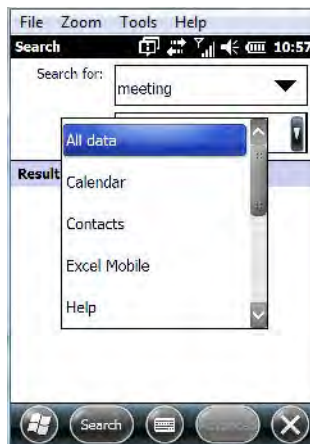 File Zoom Tools Help
Search 10:57
Search for:
meeting
All data
Result
Calendar
Contacts
Excel Mobile
Help
Search